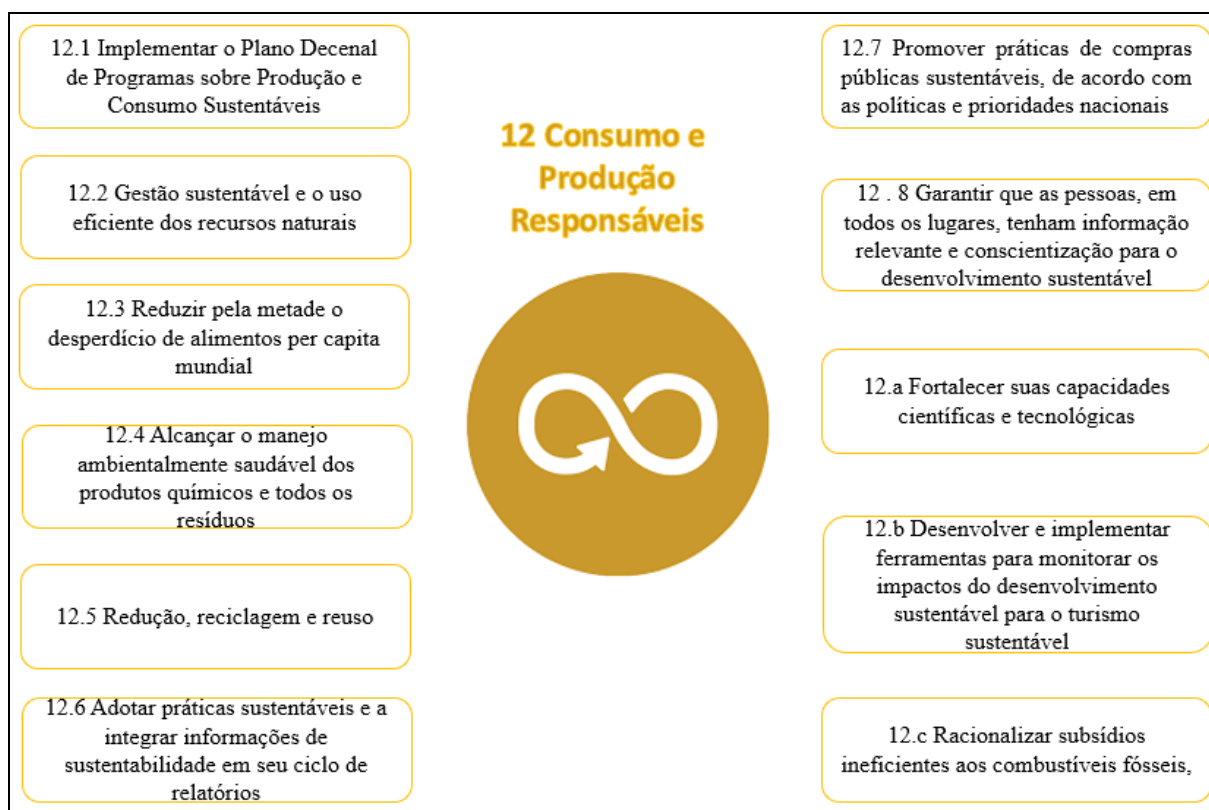 12.1 Implementar o Plano Decenal
de Programas sobre Produção e
Consumo Sustentáveis
12.2 Gestão sustentável e o uso
eficiente dos recursos naturais
12.3 Reduzir pela metade o
desperdício de alimentos per capita
mundial
12.4 Alcançar o manejo
ambientalmente saudável dos
produtos químicos e todos os
resíduos
12.5 Redução, reciclagem e reuso
12.6 Adotar práticas sustentáveis e a
integrar informações de
sustentabilidade em seu ciclo de
relatórios
12 Consumo e
Produção
Responsáveis
12.7 Promover práticas de compras
públicas sustentáveis, de acordo com
as políticas e prioridades nacionais
12 . 8 Garantir que as pessoas, em
todos os lugares, tenham informação
relevante e conscientização para o
desenvolvimento sustentável
12.a Fortalecer suas capacidades
científicas e tecnológicas
12.b Desenvolver e implementar
ferramentas para monitorar os
impactos do desenvolvimento
sustentável para o turismo
sustentável
12.c Racionalizar subsídios
ineficientes aos combustíveis fósseis,